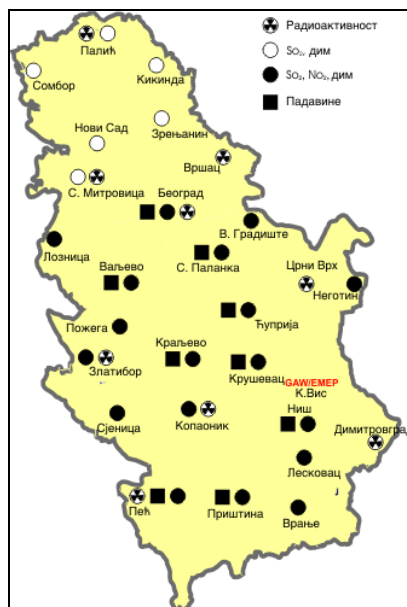 Радиоактивност
So₂, дим
So₂, No₂, дим
Падавине
Палић
Сомбор
Кикинда
Нови Сад
Зрењанин
Вршац
С. Митровица
Београд
В. Градиште
Лозница
Ваљево
С. Паланка
Црни Врх
Неготин
Пожега
Ћуприја
Краљево
Златибор
Крушевац
GAW/EMEP
К.Вис
Ниш
Сјеница
Копаоник
Димитровград
Лесковац
Пећ
Приштина
Врање